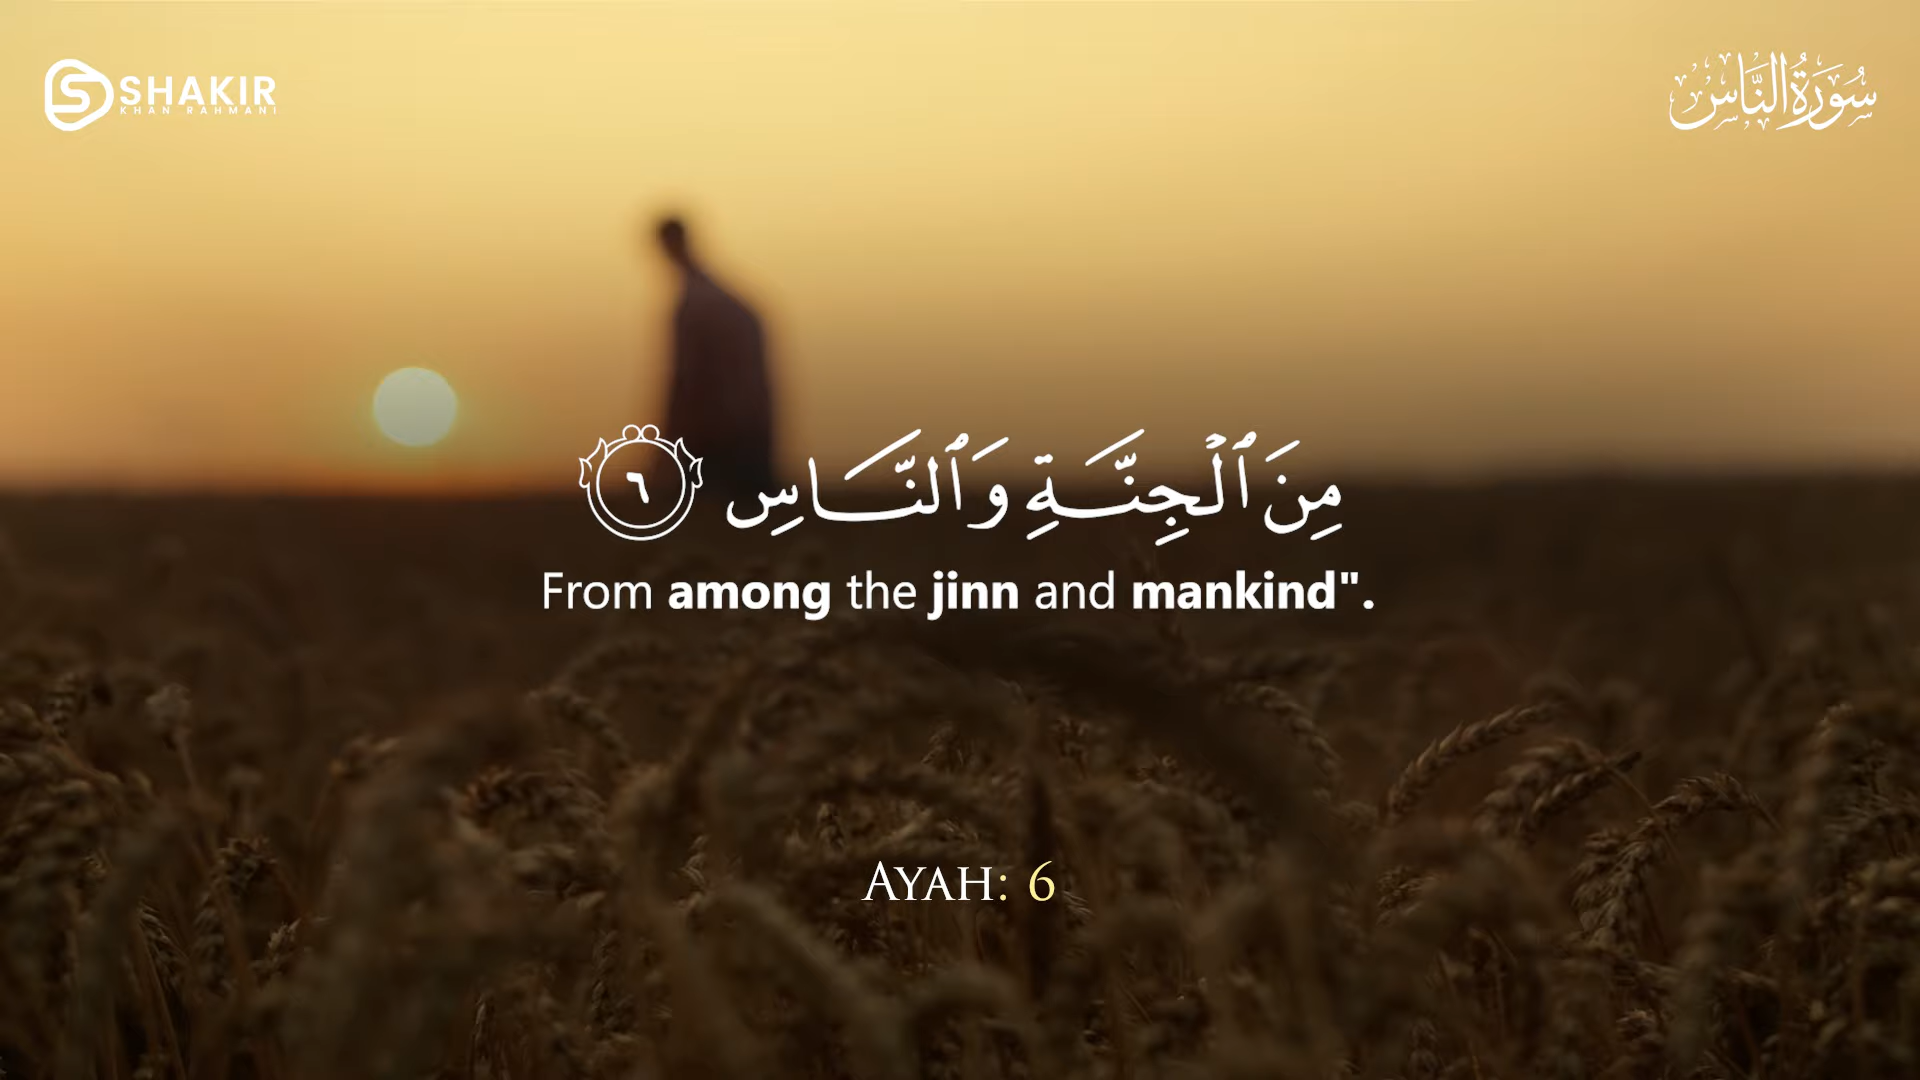 SHAKIR
KHAN RAHMANI
سُورَةُ النَّاسِ
مِنَ ٱلْجِنَّةِ وَٱلنَّاسِ ٦
From among the jinn and mankind".
AYAH: 6